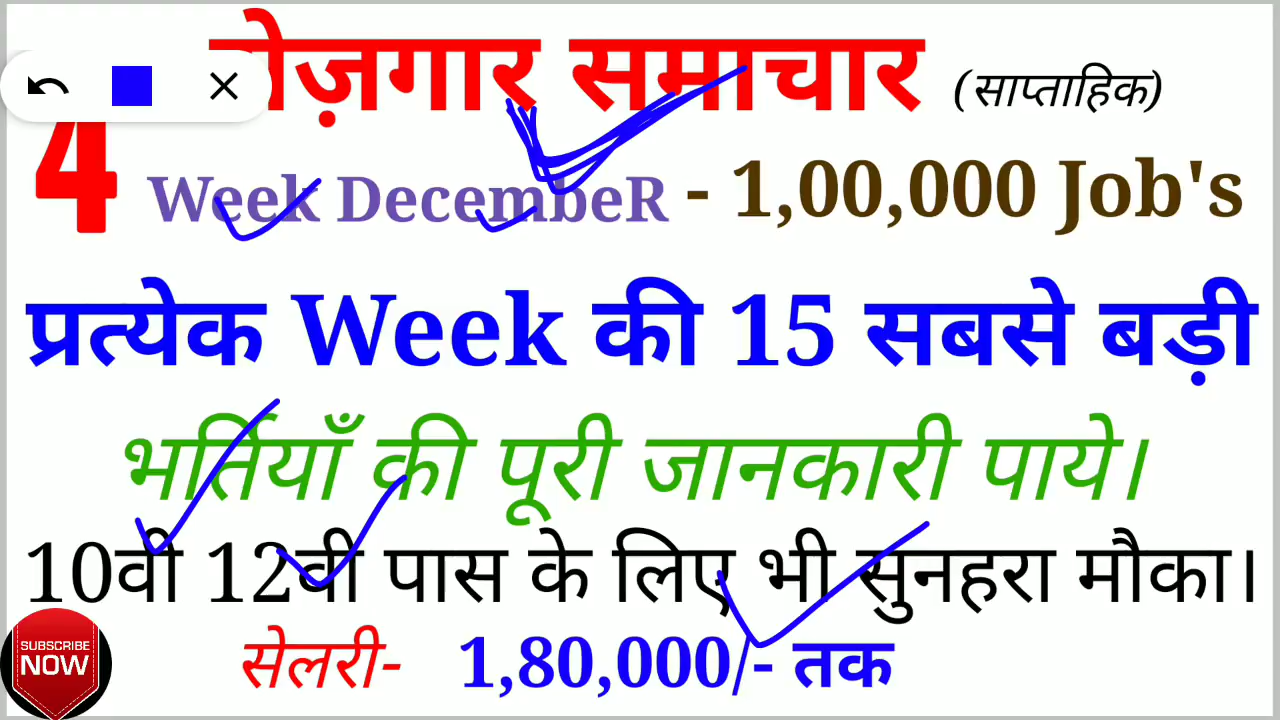 रोज़गार समाचार (साप्ताहिक)
4 Week DecembeR - 1,00,000 Job's
प्रत्येक Week की 15 सबसे बड़ी
भर्तियाँ की पूरी जानकारी पाये।
10वी 12वी पास के लिए भी सुनहरा मौका।
सेलरी- 1,80,000/- तक
SUBSCRIBE
NOW